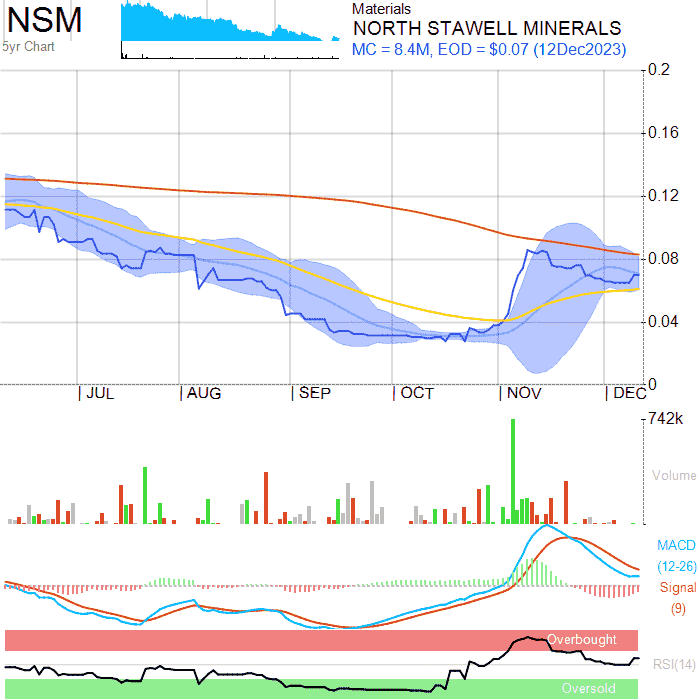 NSM
5yr Chart
Materials
NORTH STAWELL MINERALS
MC = 8.4M, EOD = $0.07 (12Dec2023)
0.2
0.16
0.12
0.08
0.04
0
| JUL | AUG | SEP | OCT | NOV | DEC
742k
Volume
MACD
(12-26)
Signal
(9)
Overbought
RSI(14)
Oversold